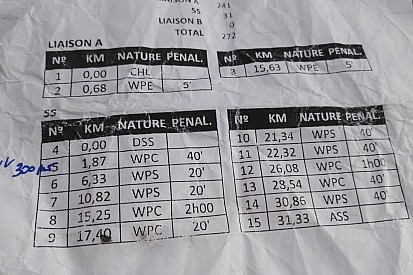 LIAISON A 241
SS 31
LIAISON B 0
TOTAL 272
LIAISON A
Nº KM NATURE PENAL.
1 0,00 CHL
2 0,68 WPE 5'
Nº KM NATURE PENAL.
3 15,63 WPE 5'
SS
Nº KM NATURE PENAL.
4 0,00 DSS
5 1,87 WPC 40'
6 6,33 WPS 20'
7 10,82 WPS 20'
8 15,25 WPC 2h00
9 17,40 WPC 20'
300
Nº KM NATURE PENAL.
10 21,34 WPS 40'
11 22,32 WPS 40'
12 26,08 WPC 1h00
13 28,54 WPC 40'
14 30,86 WPS 40'
15 31,33 ASS